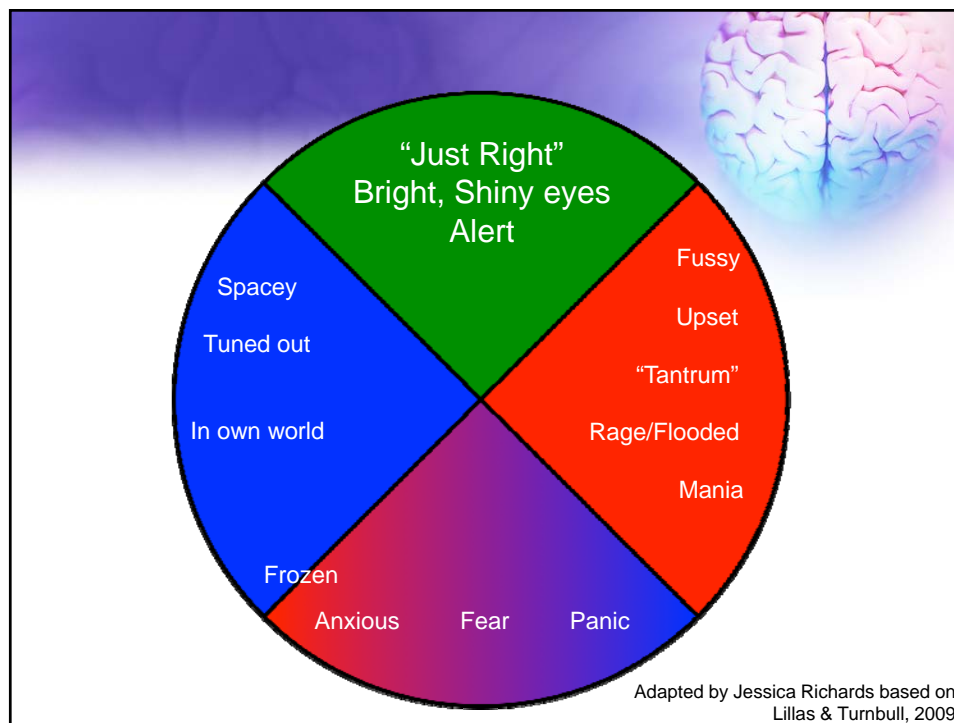 “Just Right”
Bright, Shiny eyes
Alert
Fussy
Upset
“Tantrum”
Rage/Flooded
Mania
Spacey
Tuned out
In own world
Frozen
Anxious
Fear
Panic
Adapted by Jessica Richards based on
Lillas & Turnbull, 2009